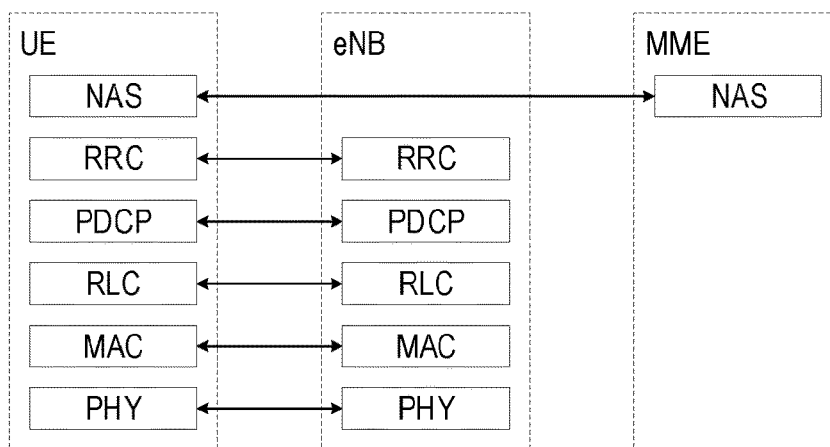 UE eNB MME
NAS NAS
RRC RRC
PDCP PDCP
RLC RLC
MAC MAC
PHY PHY